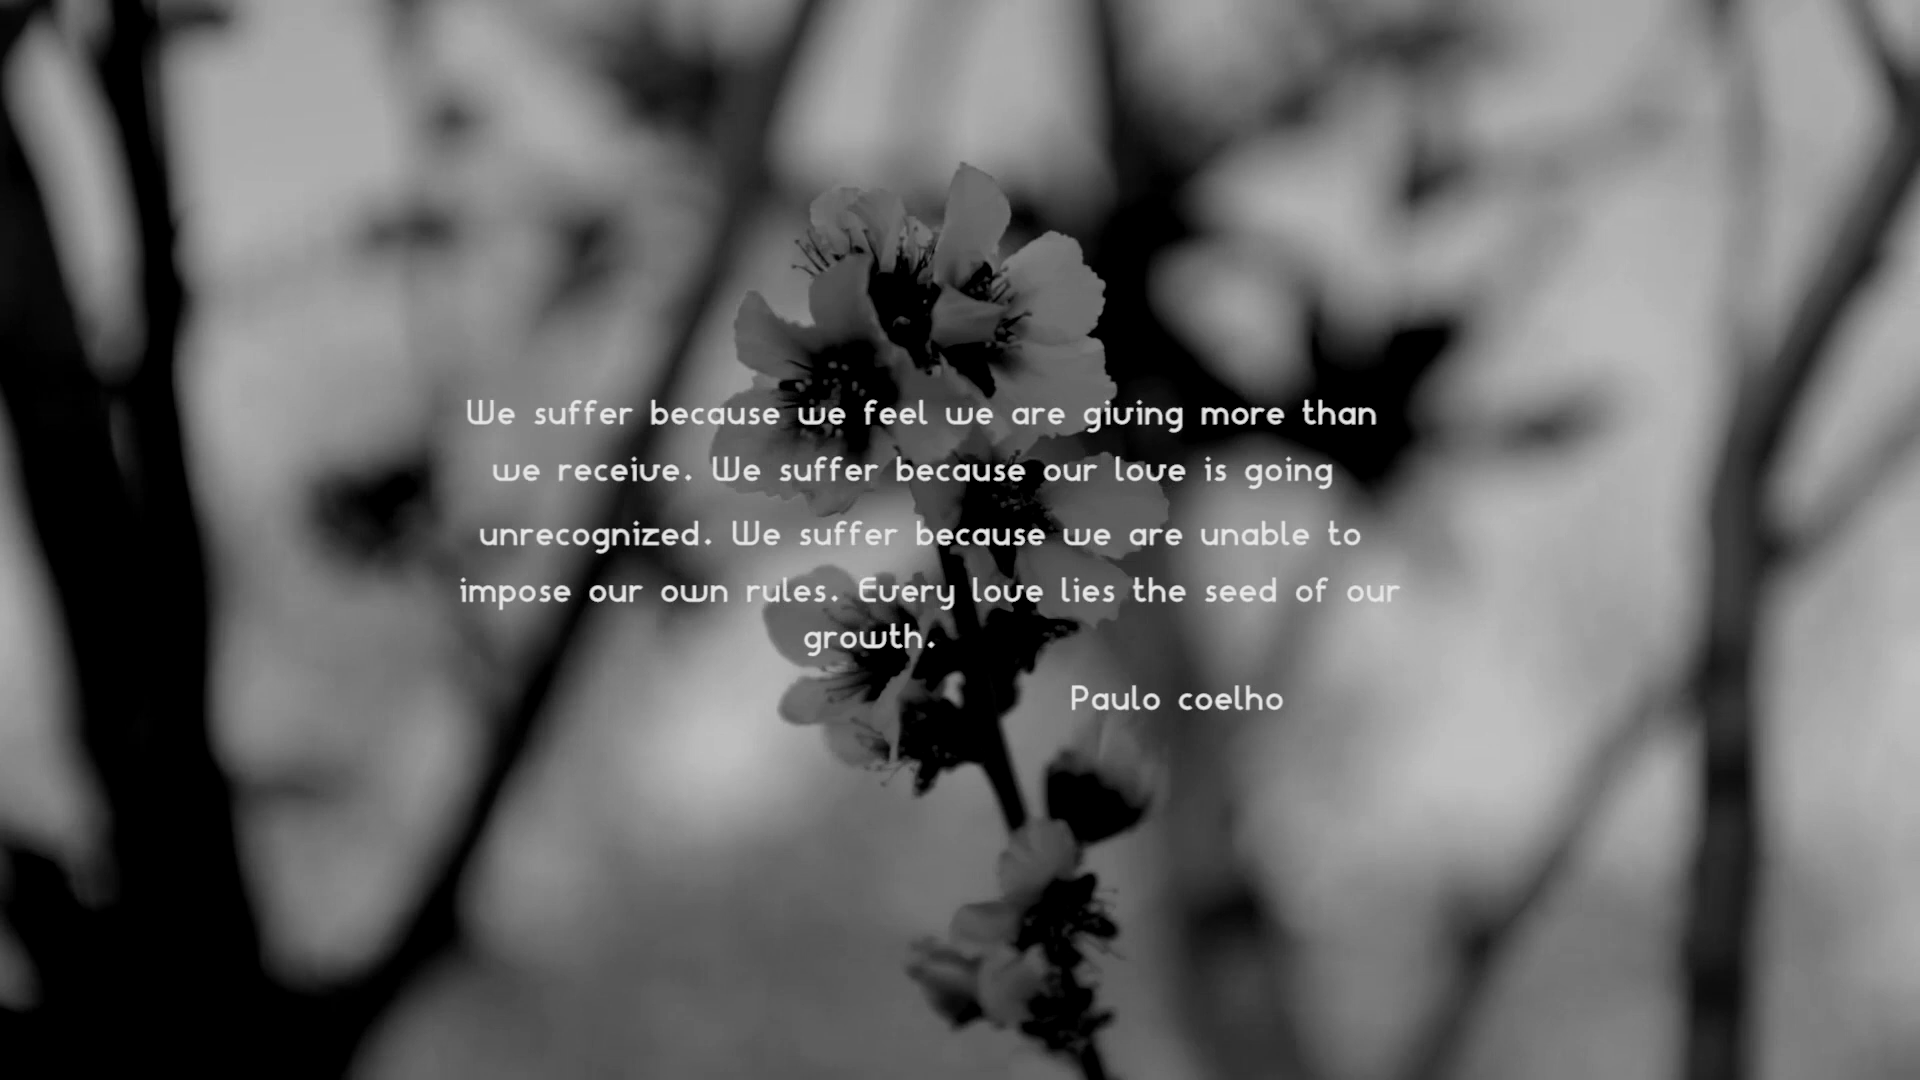 We suffer because we feel we are giving more than
we receive. We suffer because our love is going
unrecognized. We suffer because we are unable to
impose our own rules. Every love lies the seed of our
growth.
Paulo coelho